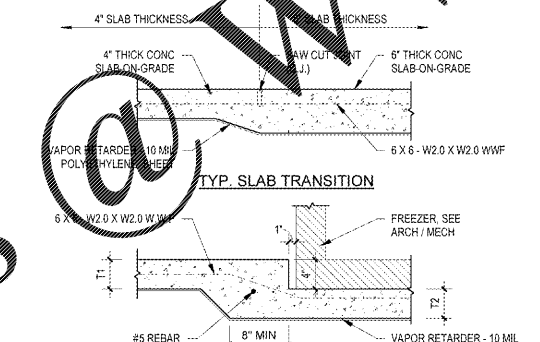 4" SLAB THICKNESS
SLAB THICKNESS
4" THICK CONC
SLAB-ON-GRADE
SAW CUT JOINT
6" THICK CONC
SLAB-ON-GRADE
VAPOR RETARDER - 10 MIL
POLYETHYLENE SHEET
6 X 6 - W2.0 X W2.0 WWF
TYP. SLAB TRANSITION
6 X 6 - W2.0 X W2.0 W.W.F
1"
FREEZER, SEE
ARCH / MECH
T1
4"
T2
#5 REBAR
8" MIN
VAPOR RETARDER - 10 MIL
@
W